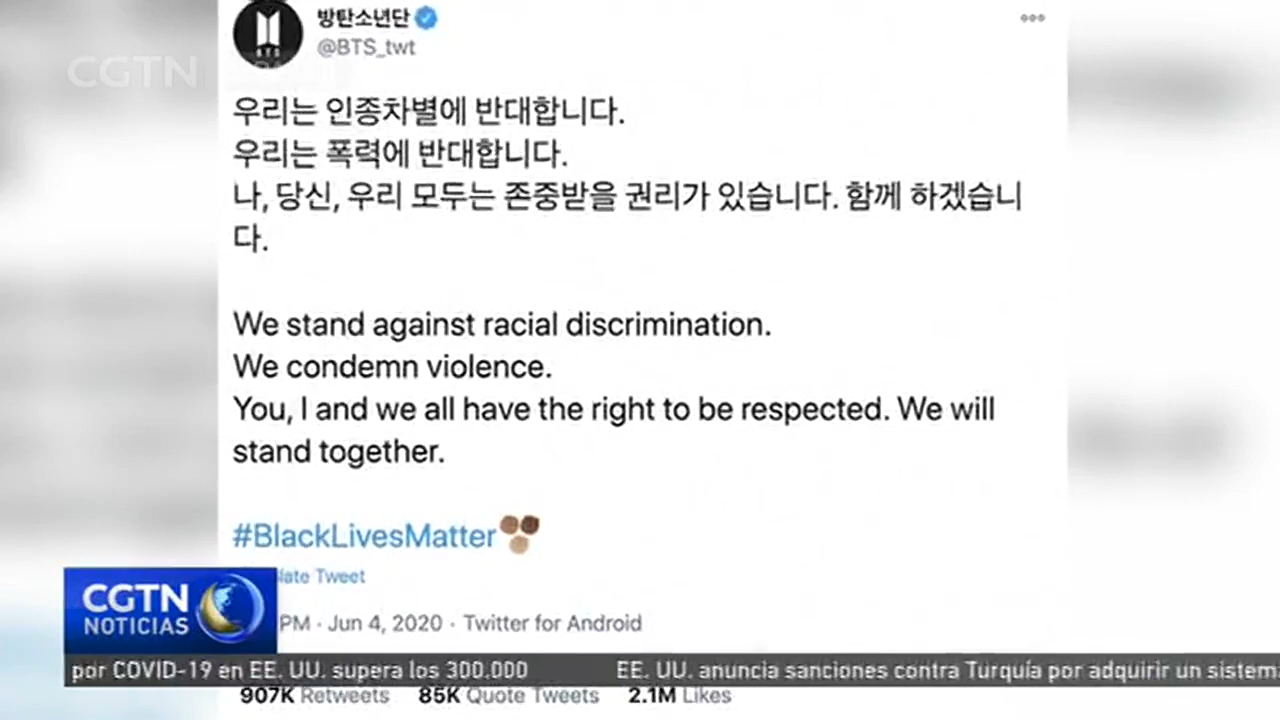 방탄소년단
@BTS_twt
CGTN
BTS
우리는 인종차별에 반대합니다.
우리는 폭력에 반대합니다.
나, 당신, 우리 모두는 존중받을 권리가 있습니다. 함께 하겠습니
다.
We stand against racial discrimination.
We condemn violence.
You, I and we all have the right to be respected. We will
stand together.
#BlackLivesMatter
late Tweet
CGTN
NOTICIAS
PM · Jun 4, 2020 · Twitter for Android
por COVID-19 en EE. UU. supera los 300.000 EE. UU. anuncia sanciones contra Turquía por adquirir un sistem
907K Retweets 85K Quote Tweets 2.1M Likes